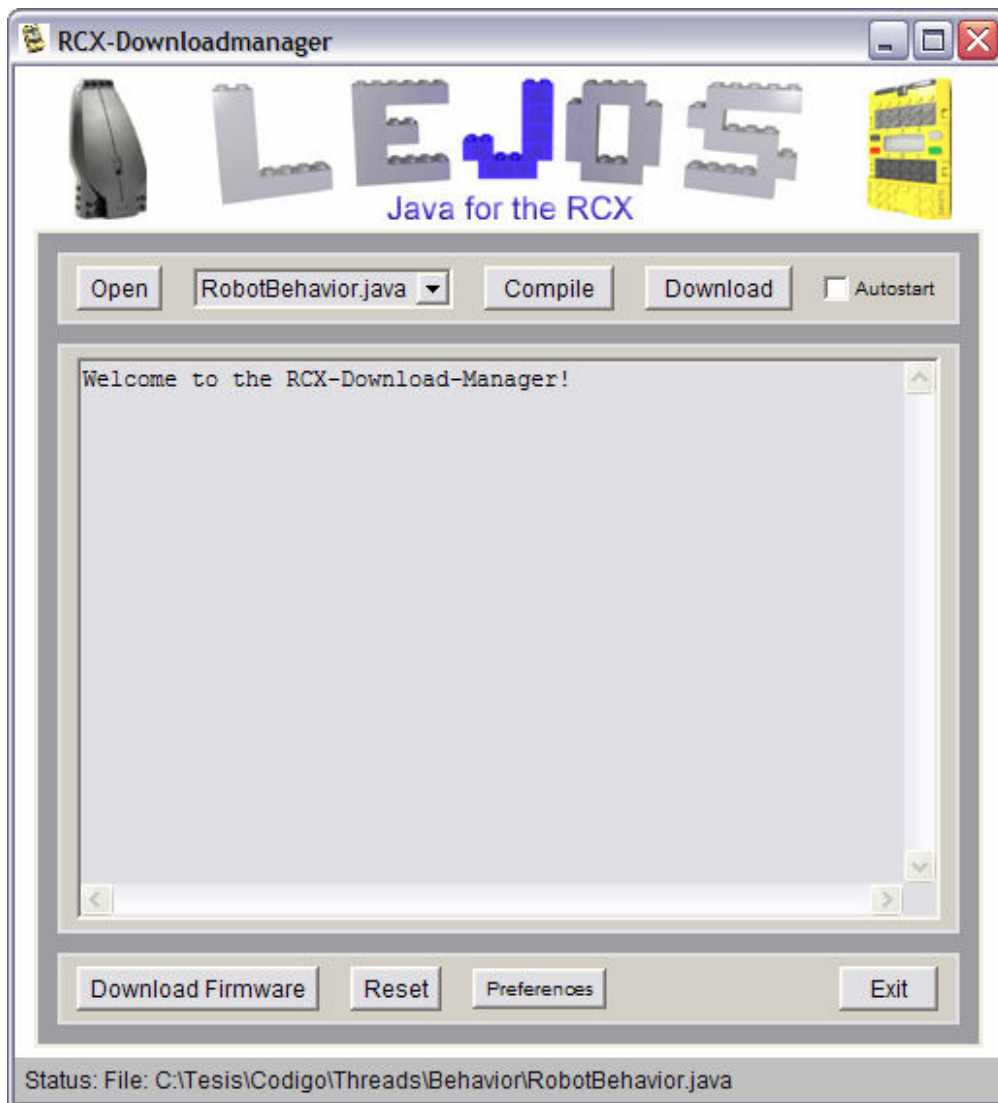 RCX-Downloadmanager
LEJOS
Java for the RCX
Open RobotBehavior.java Compile Download Autostart
Welcome to the RCX-Download-Manager!
Download Firmware Reset Preferences Exit
Status: File: C:\Tesis\Codigo\Threads\Behavior\RobotBehavior.java